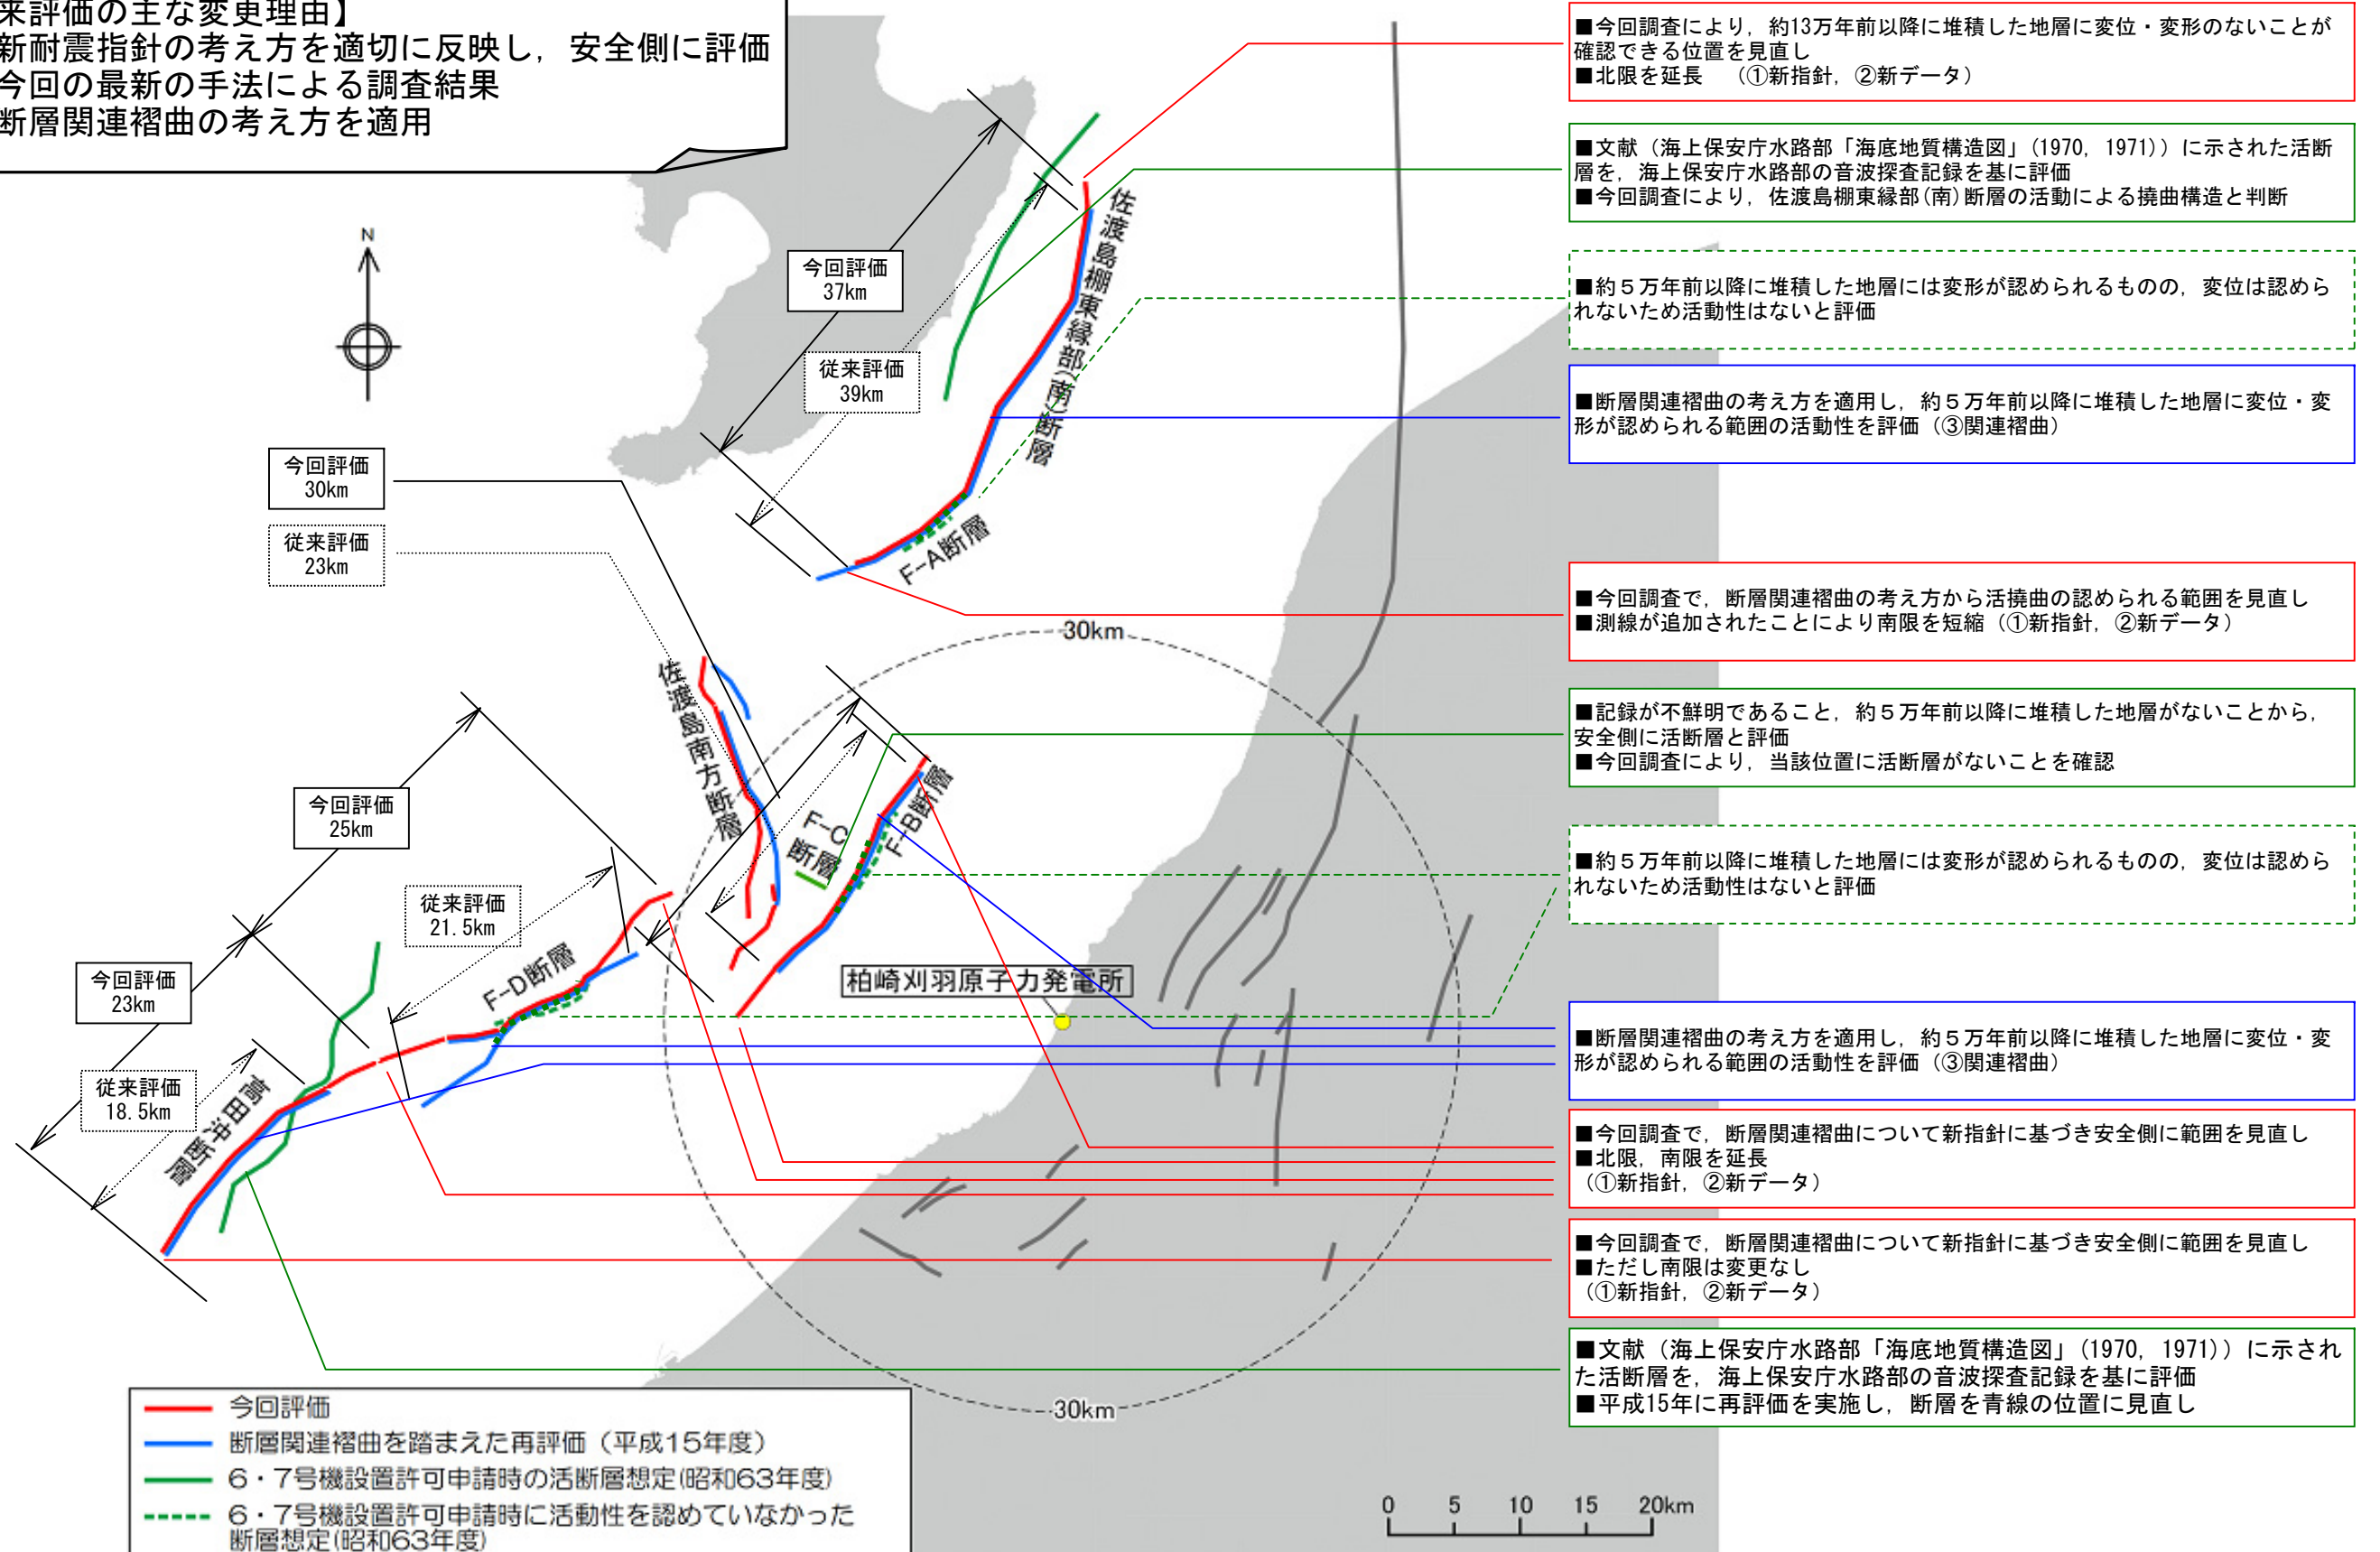 来評価の主な変更理由】
新耐震指針の考え方を適切に反映し，安全側に評価
今回の最新の手法による調査結果
断層関連褶曲の考え方を適用
N
今回評価
37km
従来評価
39km
佐渡島棚東縁部(南)断層
F-A断層
今回評価
30km
従来評価
23km
佐渡島南方断層
30km
F-C
断層
F-B断層
今回評価
25km
従来評価
21.5km
F-D断層
今回評価
23km
従来評価
18.5km
高田沖断層
柏崎刈羽原子力発電所
30km
■今回調査により，約13万年前以降に堆積した地層に変位・変形のないことが
確認できる位置を見直し
■北限を延長　（①新指針，②新データ）
■文献（海上保安庁水路部「海底地質構造図」(1970, 1971)）に示された活断
層を，海上保安庁水路部の音波探査記録を基に評価
■今回調査により，佐渡島棚東縁部(南)断層の活動による撓曲構造と判断
■約５万年前以降に堆積した地層には変形が認められるものの，変位は認めら
れないため活動性はないと評価
■断層関連褶曲の考え方を適用し，約５万年前以降に堆積した地層に変位・変
形が認められる範囲の活動性を評価（③関連褶曲）
■今回調査で，断層関連褶曲の考え方から活撓曲の認められる範囲を見直し
■測線が追加されたことにより南限を短縮（①新指針，②新データ）
■記録が不鮮明であること，約５万年前以降に堆積した地層がないことから，
安全側に活断層と評価
■今回調査により，当該位置に活断層がないことを確認
■約５万年前以降に堆積した地層には変形が認められるものの，変位は認めら
れないため活動性はないと評価
■断層関連褶曲の考え方を適用し，約５万年前以降に堆積した地層に変位・変
形が認められる範囲の活動性を評価（③関連褶曲）
■今回調査で，断層関連褶曲について新指針に基づき安全側に範囲を見直し
■北限，南限を延長
（①新指針，②新データ）
■今回調査で，断層関連褶曲について新指針に基づき安全側に範囲を見直し
■ただし南限は変更なし
（①新指針，②新データ）
■文献（海上保安庁水路部「海底地質構造図」(1970, 1971)）に示され
た活断層を，海上保安庁水路部の音波探査記録を基に評価
■平成15年に再評価を実施し，断層を青線の位置に見直し
今回評価
断層関連褶曲を踏まえた再評価（平成15年度）
6・7号機設置許可申請時の活断層想定(昭和63年度)
6・7号機設置許可申請時に活動性を認めていなかった
断層想定(昭和63年度)
0 5 10 15 20km